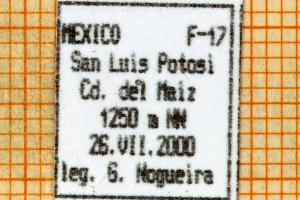 MEXICO F-17
San Luis Potosi
Cd. del Maiz
1250 m NN
26.VII.2000
leg. G. Nogueira